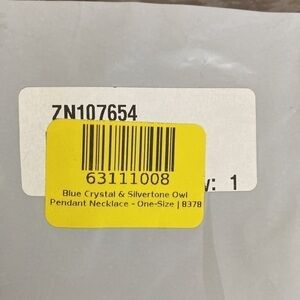 ZN107654
63111008
y: 1
Blue Crystal & Silvertone Owl
Pendant Necklace - One-Size | 8378